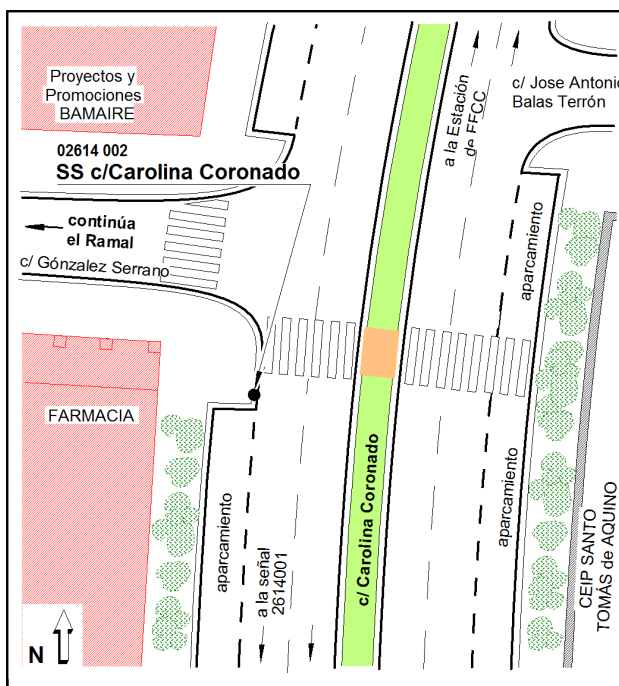 Proyectos y
Promociones
BAMAIRE
02614 002
SS c/Carolina Coronado
continúa
el Ramal
c/ Gónzalez Serrano
a la Estación
de FFCC
c/ Jose Antonio
Balas Terrón
aparcamiento
FARMACIA
aparcamiento
a la señal
2614001
c/ Carolina Coronado
aparcamiento
CEIP SANTO
TOMÁS de AQUINO
N